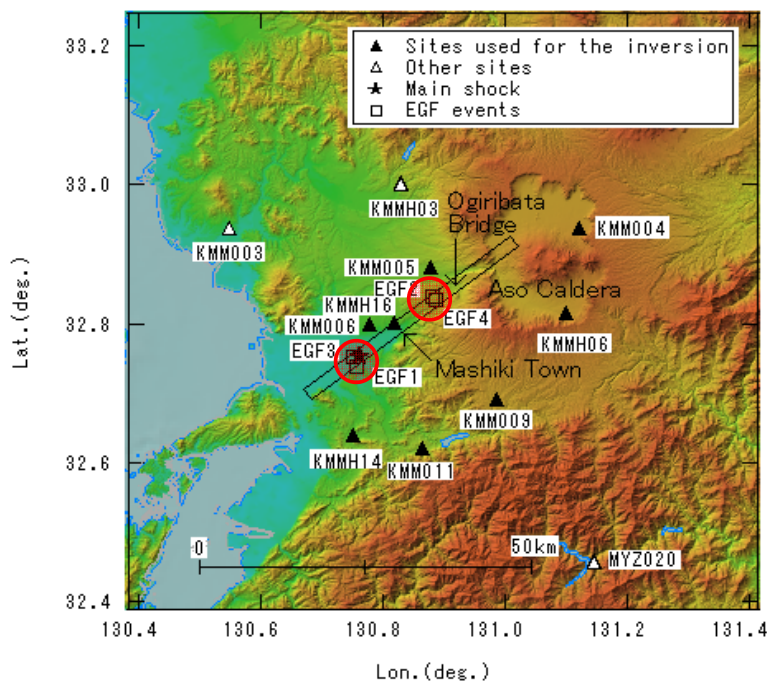 33.2
33.0
32.8
32.6
32.4
Lat.(deg.)
Sites used for the inversion
Other sites
Main shock
EGF events
KMMH03
Ogiribata
Bridge
KMM004
KMM003
KMM005
EGF2
Aso Caldera
KMMH16
EGF4
KMM006
KMMH06
EGF3
Mashiki Town
EGF1
KMM009
KMMH14
KMM011
0
50km
MYZ020
130.4
130.6
130.8
131.0
131.2
131.4
Lon.(deg.)